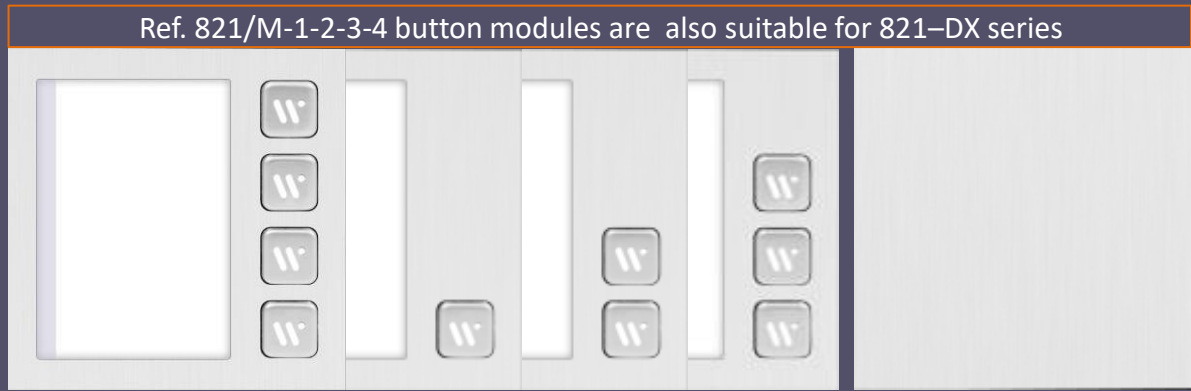 Ref. 821/M-1-2-3-4 button modules are also suitable for 821–DX series